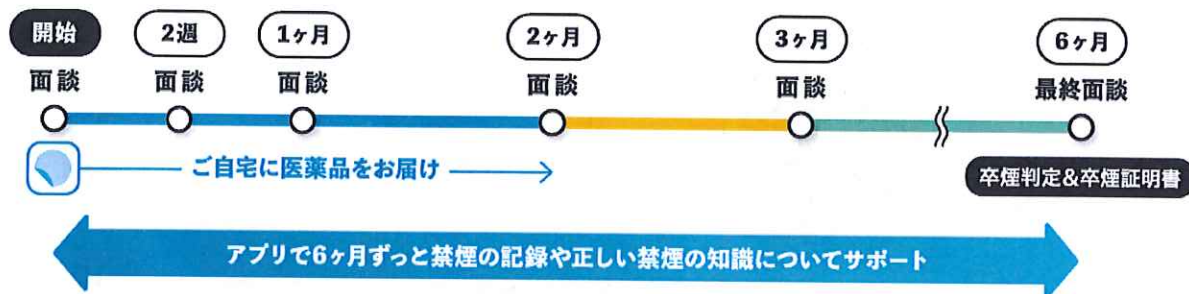 開始 2週 1ヶ月 2ヶ月 3ヶ月 6ヶ月
面談 面談 面談 面談 面談 最終面談
ご自宅に医薬品をお届け
卒煙判定&卒煙証明書
アプリで6ヶ月ずっと禁煙の記録や正しい禁煙の知識についてサポート